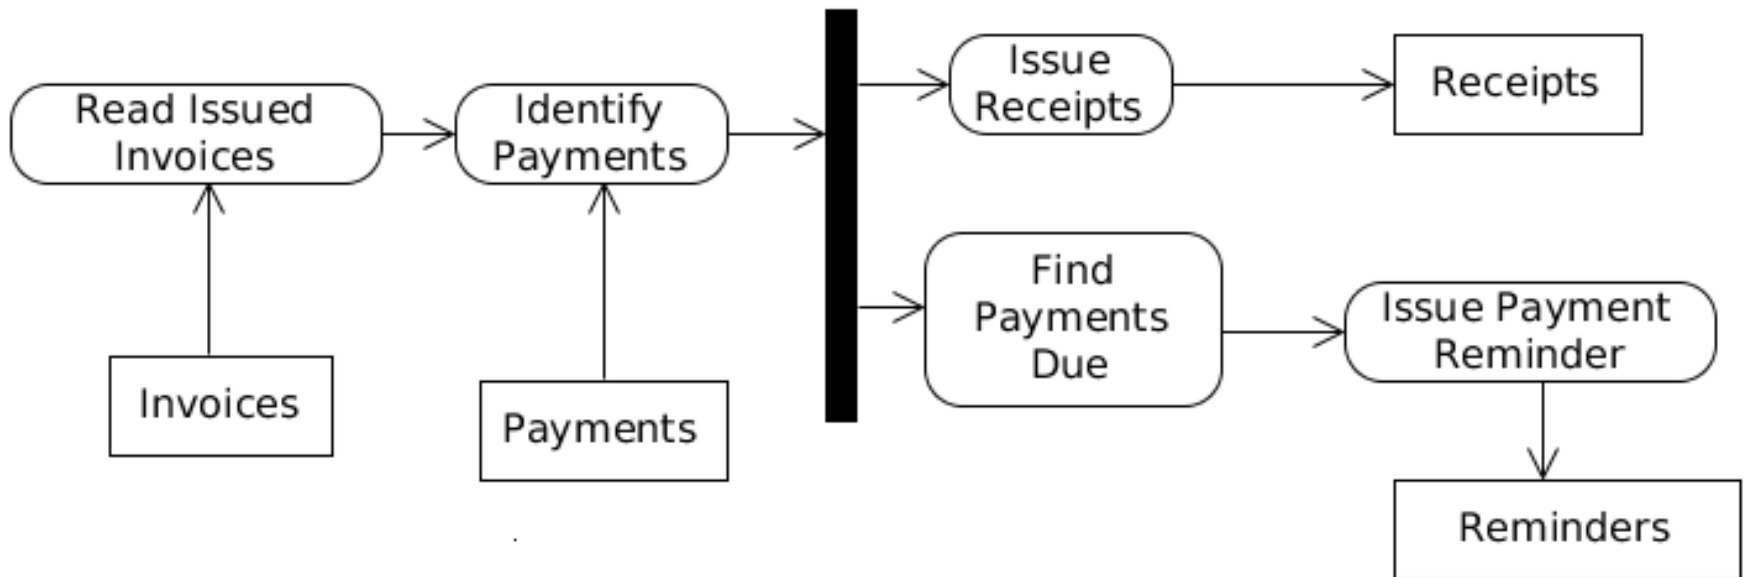 Read Issued
Invoices
Identify
Payments
Issue
Receipts
Receipts
Find
Payments
Due
Issue Payment
Reminder
Invoices
Payments
Reminders